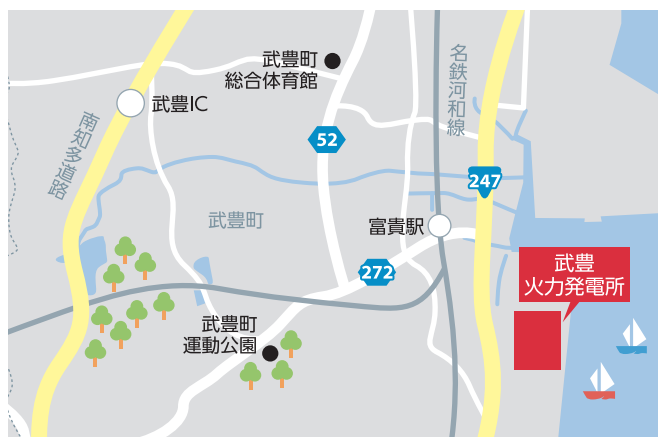 武豊町
総合体育館
名鉄河和線
武豊IC
南知多道路
52
247
武豊町
富貴駅
272
武豊
火力発電所
武豊町
運動公園